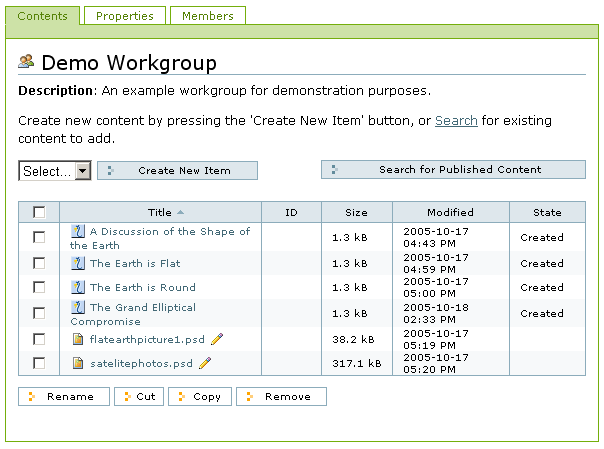 Contents Properties Members
Demo Workgroup
Description: An example workgroup for demonstration purposes.
Create new content by pressing the 'Create New Item' button, or Search for existing
content to add.
Select... Create New Item Search for Published Content
Title ID Size Modified State
A Discussion of the Shape of
the Earth 1.3 kB 2005-10-17
04:43 PM Created
The Earth is Flat 1.3 kB 2005-10-17
04:59 PM Created
The Earth is Round 1.3 kB 2005-10-17
05:00 PM Created
The Grand Elliptical
Compromise 1.3 kB 2005-10-18
02:33 PM Created
flatearthpicture1.psd 38.2 kB 2005-10-17
05:19 PM
satelitephotos.psd 317.1 kB 2005-10-17
05:20 PM
Rename Cut Copy Remove